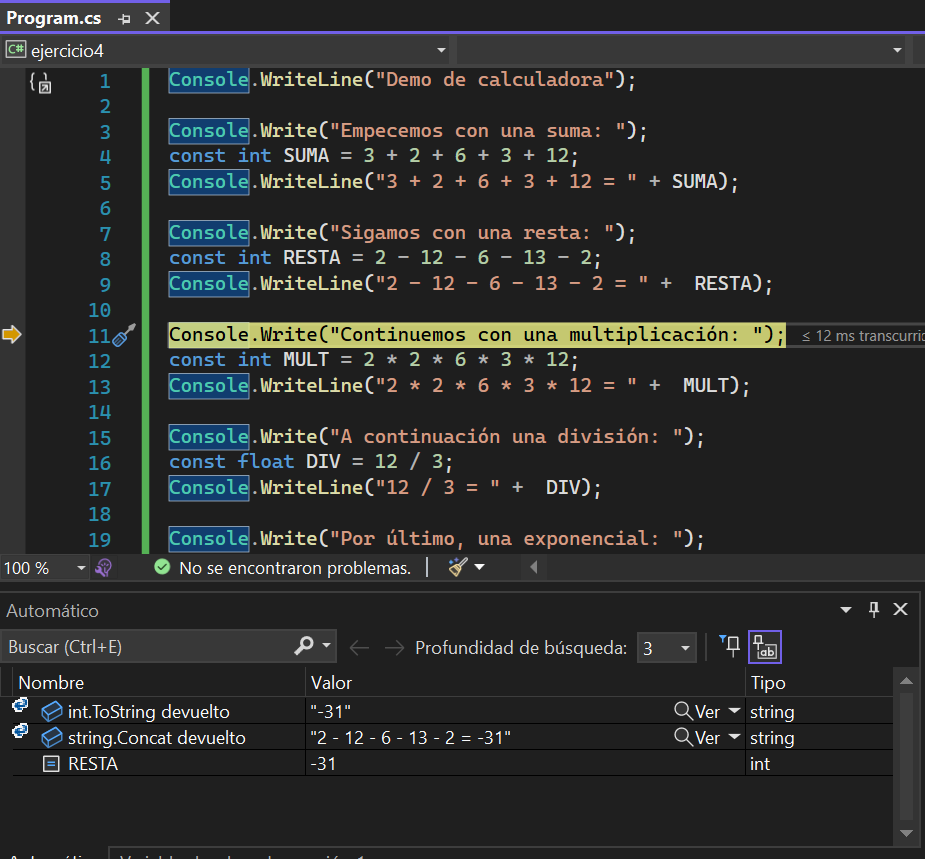 Program.cs
C# ejercicio4
1 Console.WriteLine("Demo de calculadora");
2
3 Console.Write("Empecemos con una suma: ");
4 const int SUMA = 3 + 2 + 6 + 3 + 12;
5 Console.WriteLine("3 + 2 + 6 + 3 + 12 = " + SUMA);
6
7 Console.Write("Sigamos con una resta: ");
8 const int RESTA = 2 - 12 - 6 - 13 - 2;
9 Console.WriteLine("2 - 12 - 6 - 13 - 2 = " +  RESTA);
10
11 Console.Write("Continuemos con una multiplicación: "); ≤ 12 ms transcurrid
12 const int MULT = 2 * 2 * 6 * 3 * 12;
13 Console.WriteLine("2 * 2 * 6 * 3 * 12 = " +  MULT);
14
15 Console.Write("A continuación una división: ");
16 const float DIV = 12 / 3;
17 Console.WriteLine("12 / 3 = " +  DIV);
18
19 Console.Write("Por último, una exponencial: ");
100 % No se encontraron problemas.
Automático
Buscar (Ctrl+E) Profundidad de búsqueda: 3
Nombre Valor Tipo
int.ToString devuelto "-31" Ver string
string.Concat devuelto "2 - 12 - 6 - 13 - 2 = -31" Ver string
RESTA -31 int